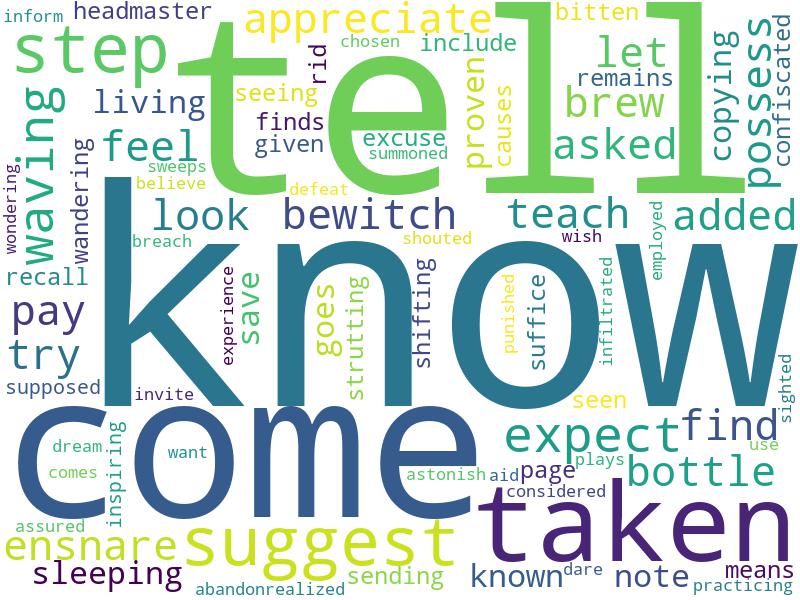 inform headmaster appreciate bitten
step tell chosen include let confiscated
rid remains copying possess
waving living seeing proven causes brew
finds given excuse asked
feel summoned
sweeps
wondering wandering believe defeat
look bewitch teach added
breach shouted wish employed
recall know
experience save goes strutting shifting punished suffice infiltrated
pay
try
supposed invite seen sighted
come expect find
dream inspiring want use
comes astonish aid page plays bottle
considered
assured suggest taken
ensnare
sleeping sending known dare note means
abandonrealized practicing